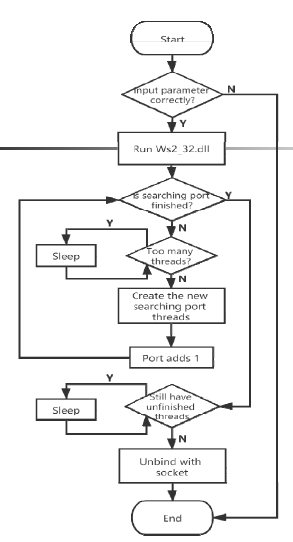 Start
Input parameter
correctly?
N
Y
Run Ws2_32.dll
Is searching port
finished?
Y
N
Y
Too many
threads?
Sleep
N
Create the new
searching port
threads
Port adds 1
Y
Still have
unfinished
threads
Sleep
N
Unbind with
socket
End